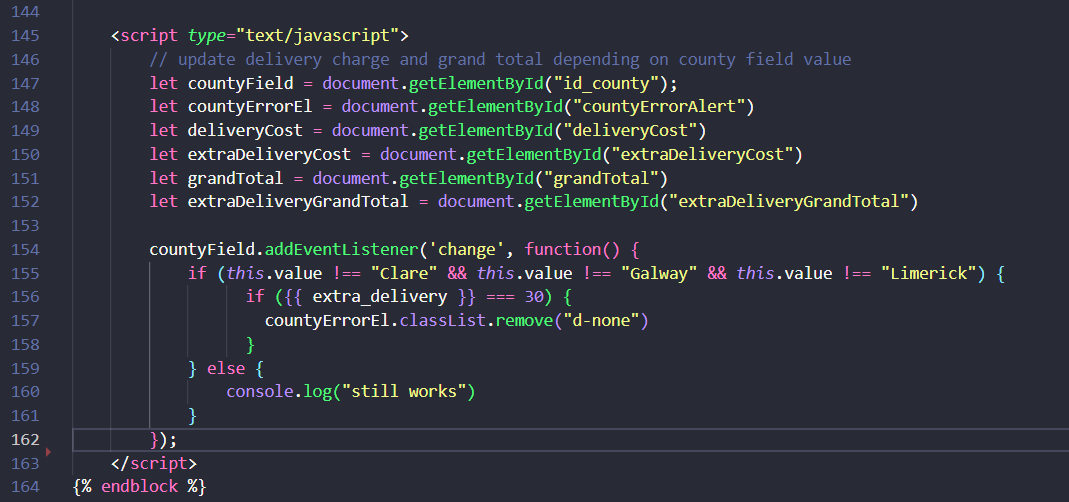 144
145 <script type="text/javascript">
146 // update delivery charge and grand total depending on county field value
147 let countyField = document.getElementById("id_county");
148 let countyErrorEl = document.getElementById("countyErrorAlert")
149 let deliveryCost = document.getElementById("deliveryCost")
150 let extraDeliveryCost = document.getElementById("extraDeliveryCost")
151 let grandTotal = document.getElementById("grandTotal")
152 let extraDeliveryGrandTotal = document.getElementById("extraDeliveryGrandTotal")
153
154 countyField.addEventListener('change', function() {
155 if (this.value !== "Clare" && this.value !== "Galway" && this.value !== "Limerick") {
156 if ({{ extra_delivery }} === 30) {
157 countyErrorEl.classList.remove("d-none")
158 }
159 } else {
160 console.log("still works")
161 }
162 });
163 </script>
164 {% endblock %}